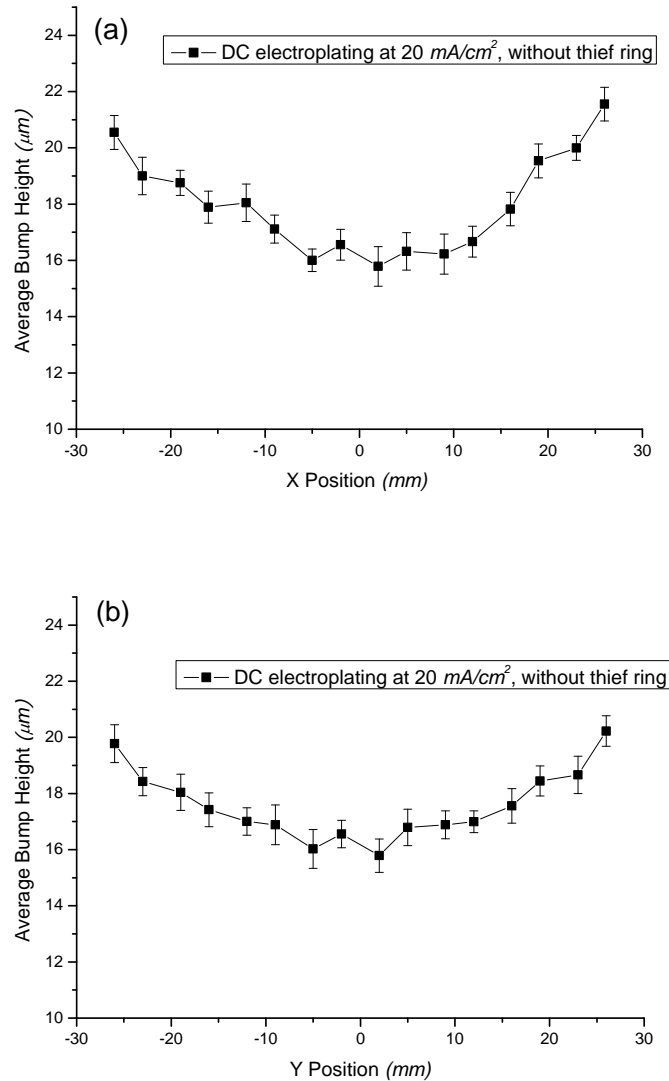 (a)
DC electroplating at 20 mA/cm², without thief ring
24
22
20
18
16
14
12
10
Average Bump Height (μm)
-30 -20 -10 0 10 20 30
X Position (mm)
(b)
DC electroplating at 20 mA/cm², without thief ring
24
22
20
18
16
14
12
10
Average Bump Height (μm)
-30 -20 -10 0 10 20 30
Y Position (mm)